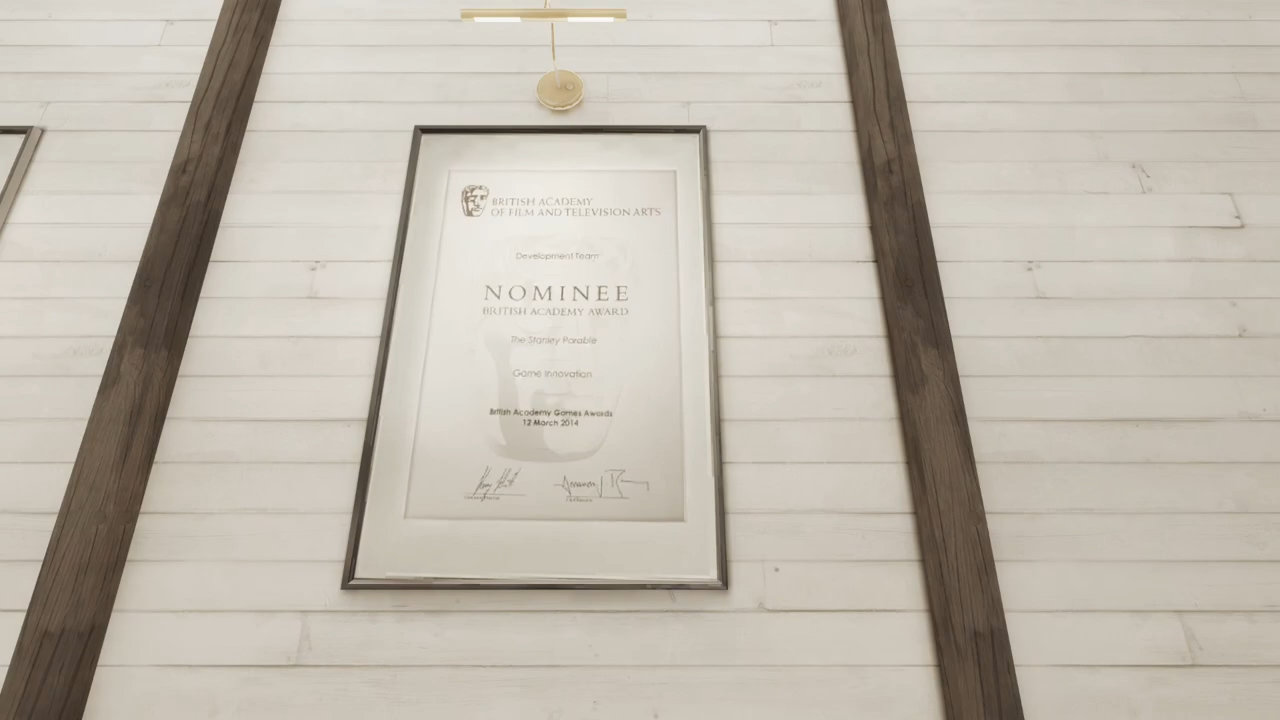 BRITISH ACADEMY
OF FILM AND TELEVISION ARTS
Development Team
NOMINEE
BRITISH ACADEMY AWARD
The Stanley Parable
Game Innovation
British Academy Games Awards
12 March 2014